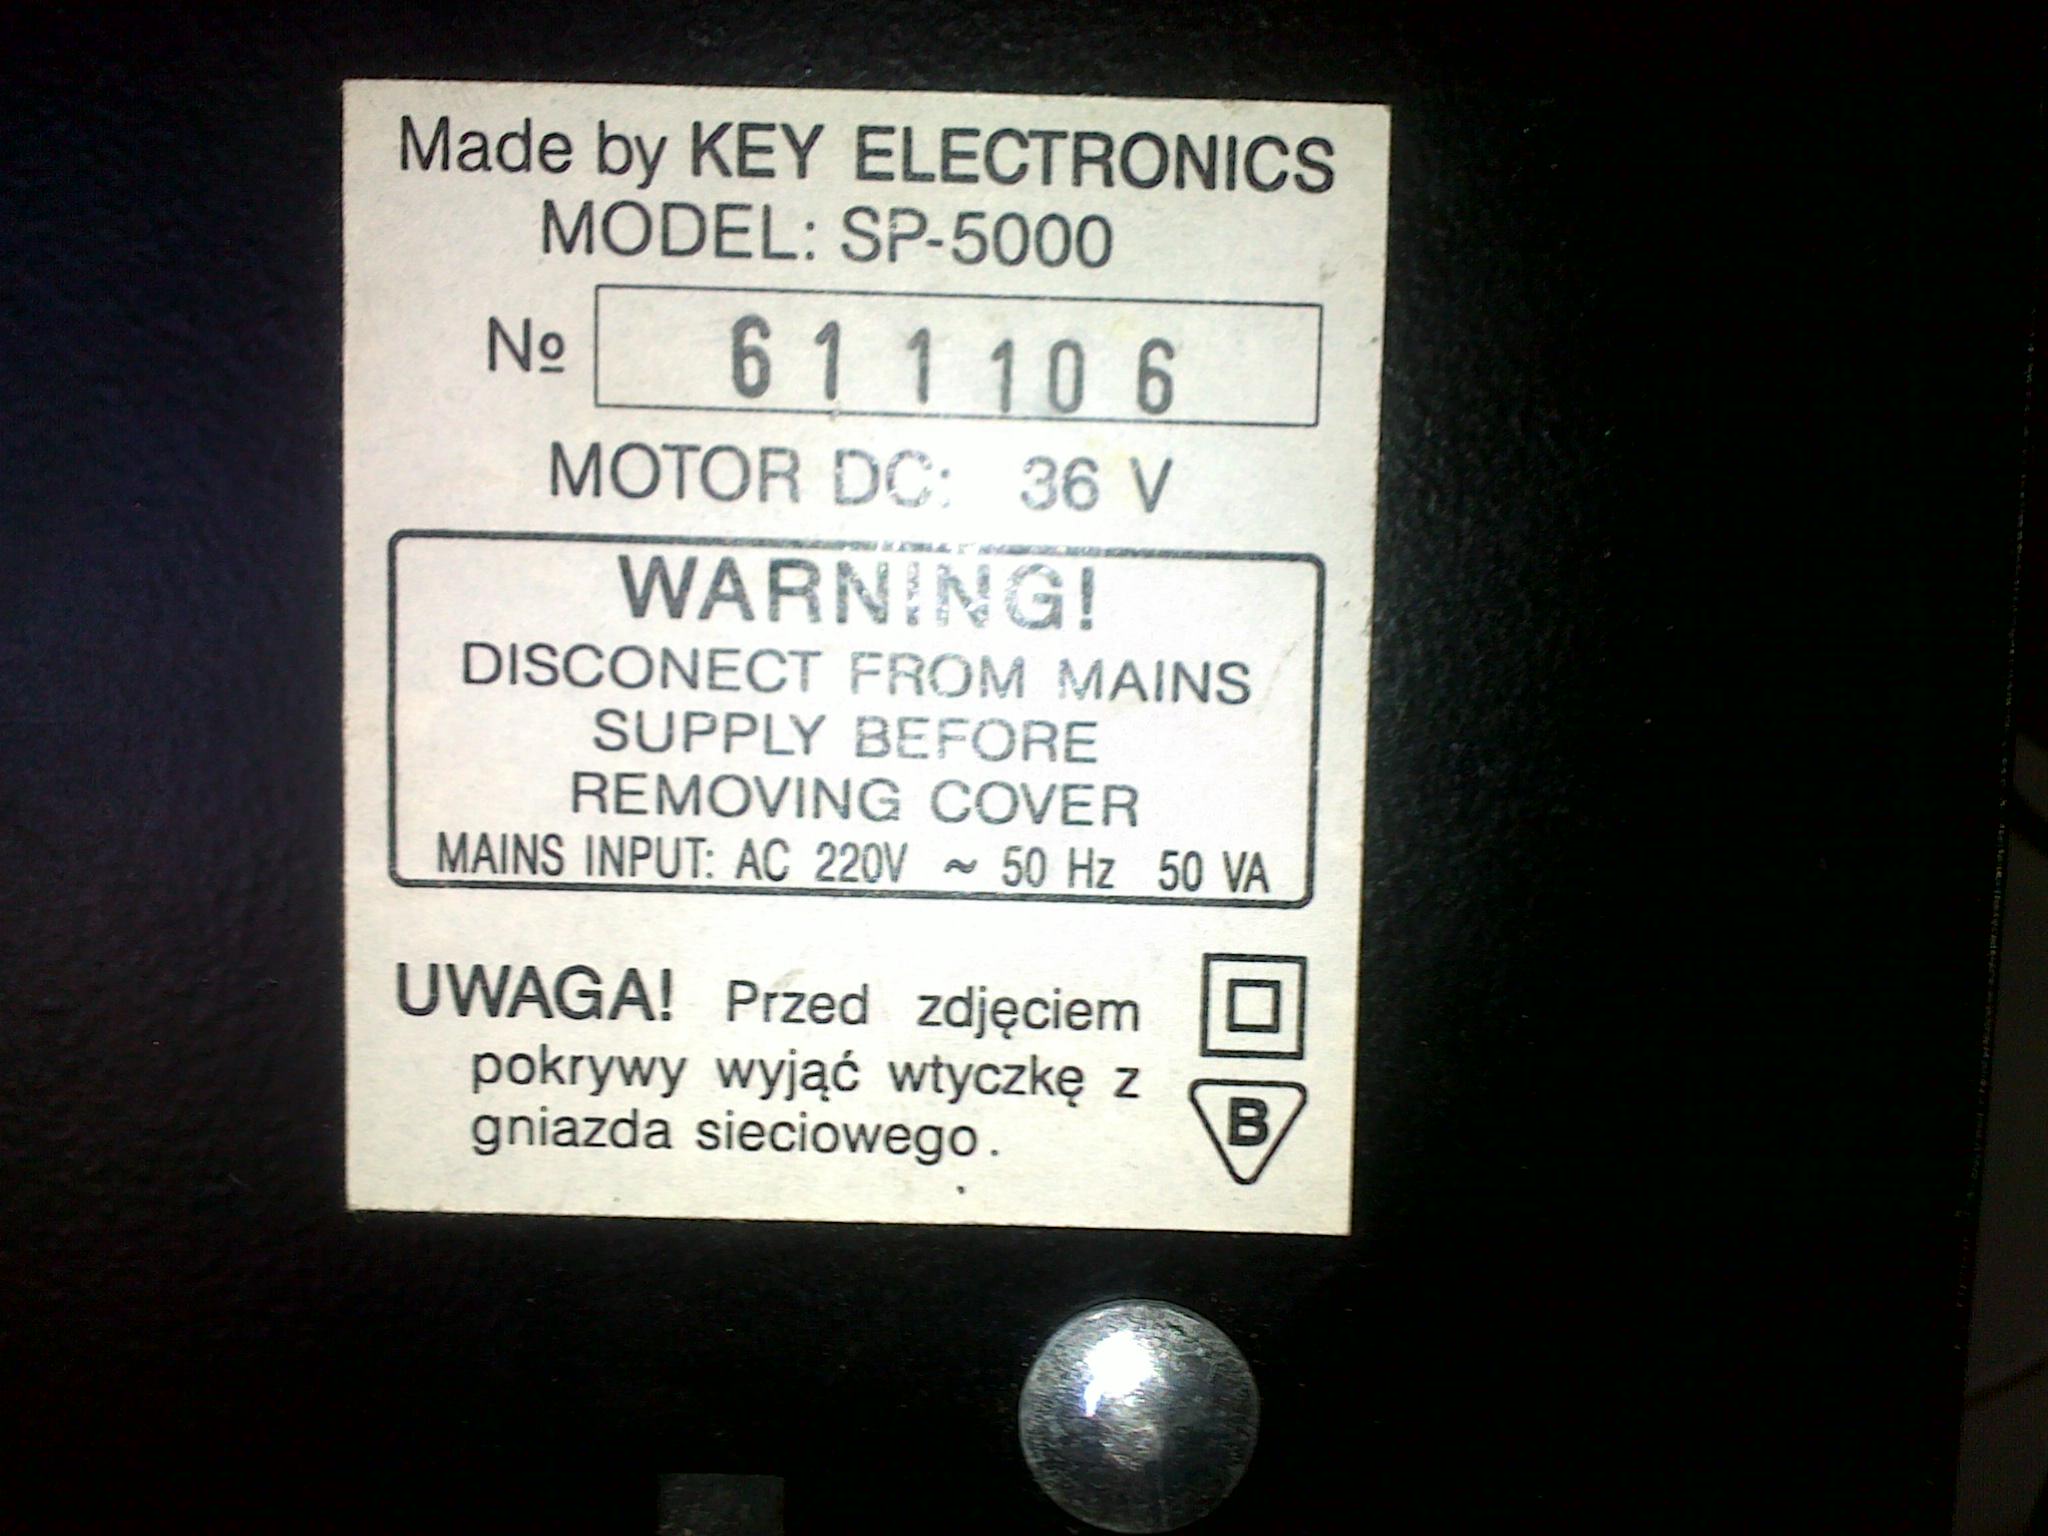 Made by KEY ELECTRONICS
MODEL: SP-5000
Nº 611106
MOTOR DC: 36 V
WARNING!
DISCONECT FROM MAINS
SUPPLY BEFORE
REMOVING COVER
MAINS INPUT: AC 220V ~ 50 Hz 50 VA
UWAGA! Przed zdjęciem
pokrywy wyjąć wtyczkę z
gniazda sieciowego.
B